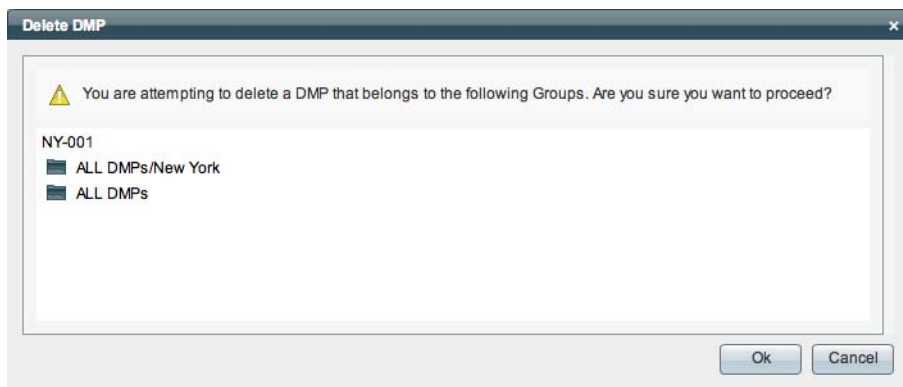 Delete DMP
You are attempting to delete a DMP that belongs to the following Groups. Are you sure you want to proceed?
NY-001
ALL DMPs/New York
ALL DMPs
Ok
Cancel